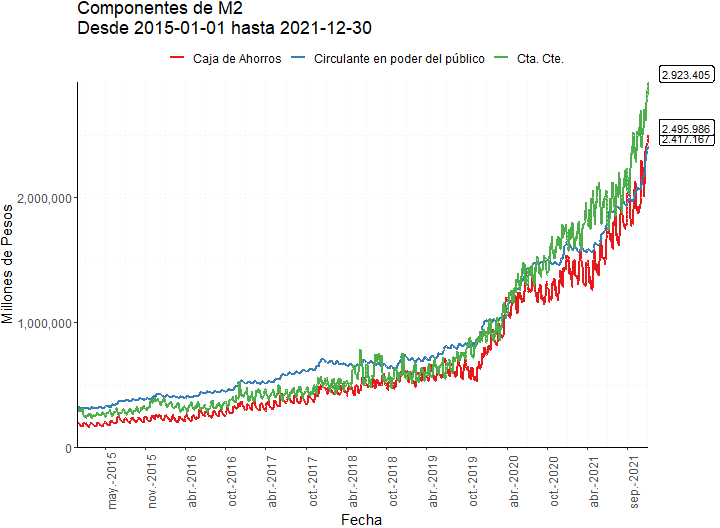 Componentes de M2
Desde 2015-01-01 hasta 2021-12-30
Caja de Ahorros Circulante en poder del público Cta. Cte.
2.923.405
2.495.986
2.417.167
2,000,000
1,000,000
0
Millones de Pesos
may.-2015
nov.-2015
abr.-2016
oct.-2016
abr.-2017
oct.-2017
abr.-2018
oct.-2018
abr.-2019
oct.-2019
abr.-2020
oct.-2020
abr.-2021
sep.-2021
Fecha